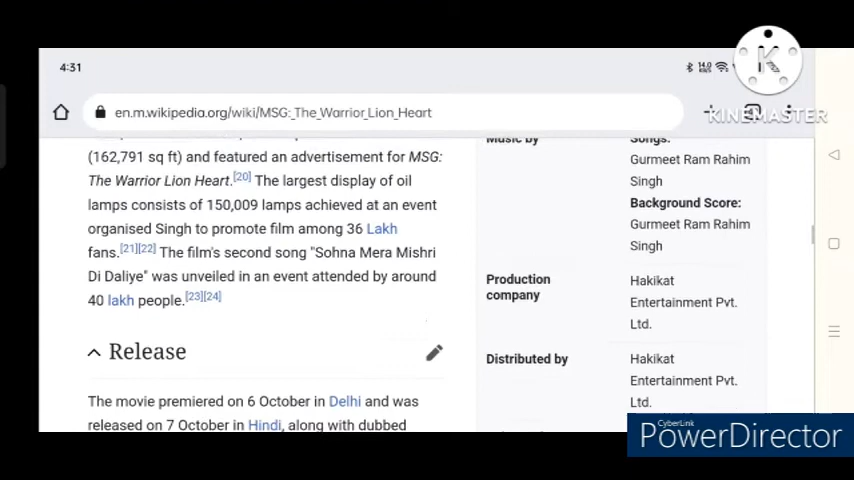 4:31
KINEMASTER
en.m.wikipedia.org/wiki/MSG:_The_Warrior_Lion_Heart
(162,791 sq ft) and featured an advertisement for MSG:
The Warrior Lion Heart.[20] The largest display of oil
lamps consists of 150,009 lamps achieved at an event
organised Singh to promote film among 36 Lakh
fans.[21][22] The film's second song "Sohna Mera Mishri
Di Daliye" was unveiled in an event attended by around
40 lakh people.[23][24]
Release
The movie premiered on 6 October in Delhi and was
released on 7 October in Hindi, along with dubbed
Music by
Songs:
Gurmeet Ram Rahim
Singh
Background Score:
Gurmeet Ram Rahim
Singh
Production
company
Hakikat
Entertainment Pvt.
Ltd.
Distributed by
Hakikat
Entertainment Pvt.
Ltd.
CyberLink
PowerDirector